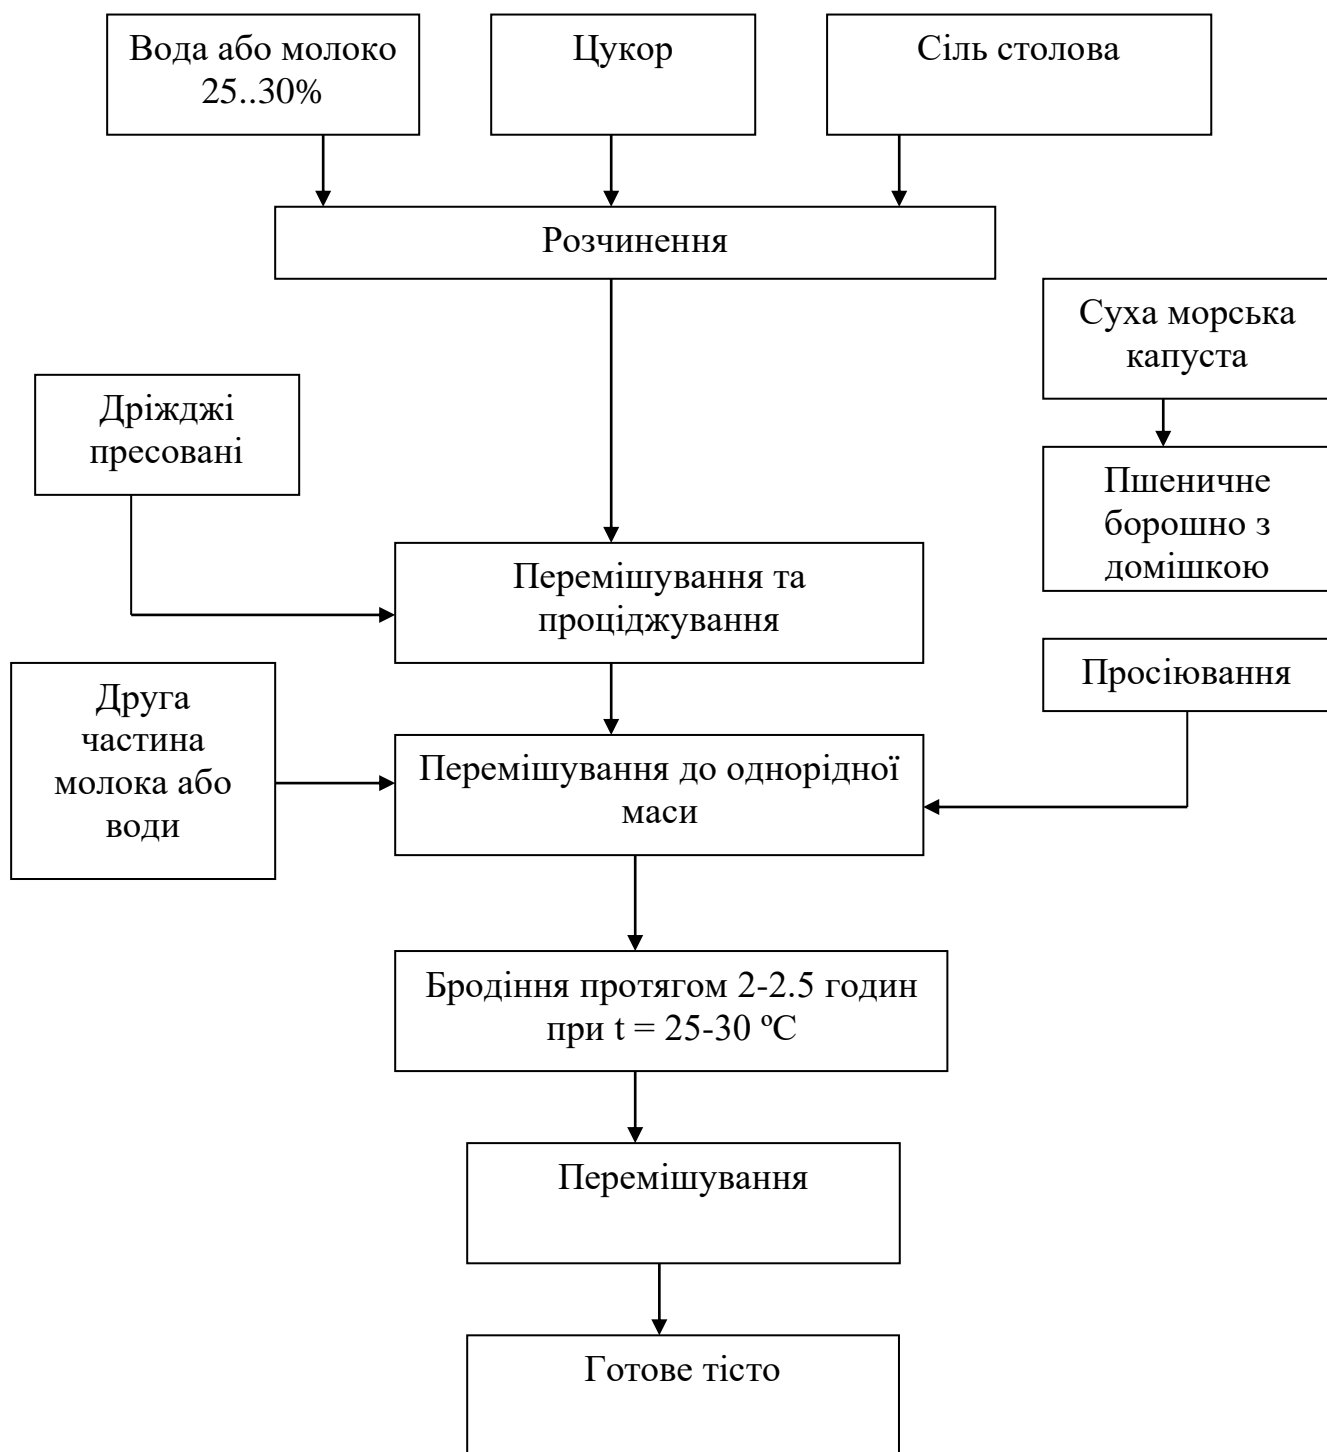 Вода або молоко
25..30%
Цукор
Сіль столова
Розчинення
Суха морська
капуста
Дріжджі
пресовані
Пшеничне
борошно з
домішкою
Перемішування та
проціджування
Просіювання
Друга
частина
молока або
води
Перемішування до однорідної
маси
Бродіння протягом 2-2.5 годин
при t = 25-30 ºС
Перемішування
Готове тісто